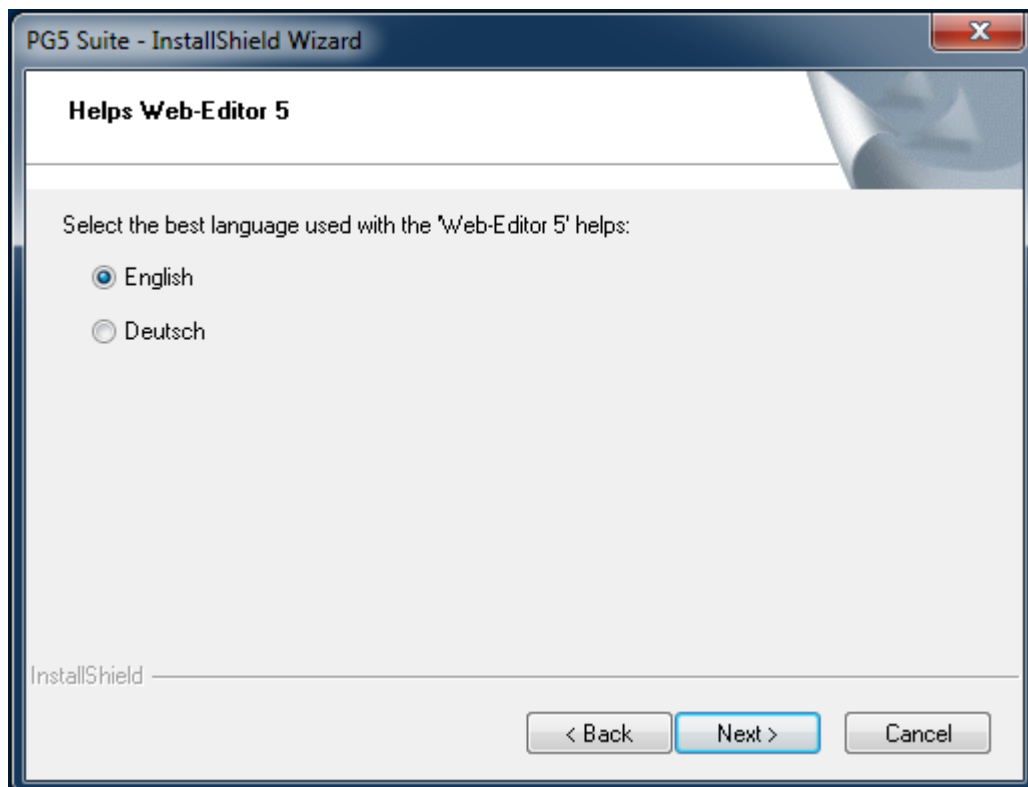 PG5 Suite - InstallShield Wizard
Helps Web-Editor 5
Select the best language used with the 'Web-Editor 5' helps:
English
Deutsch
InstallShield
< Back Next > Cancel